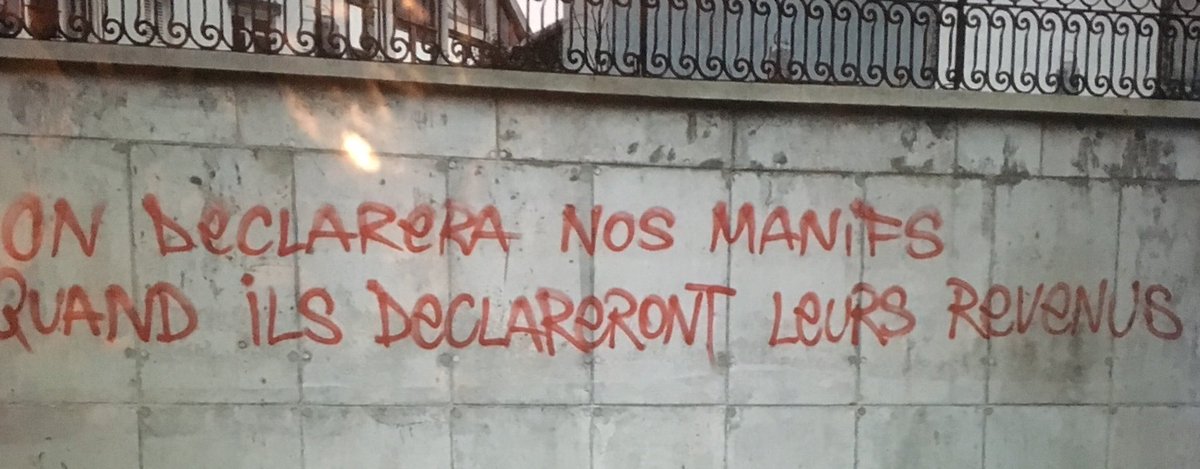 ON DeCLAReRA NOS MANiFS
QUAND iLS DeCLAReRONT LeURS ReVeNUS